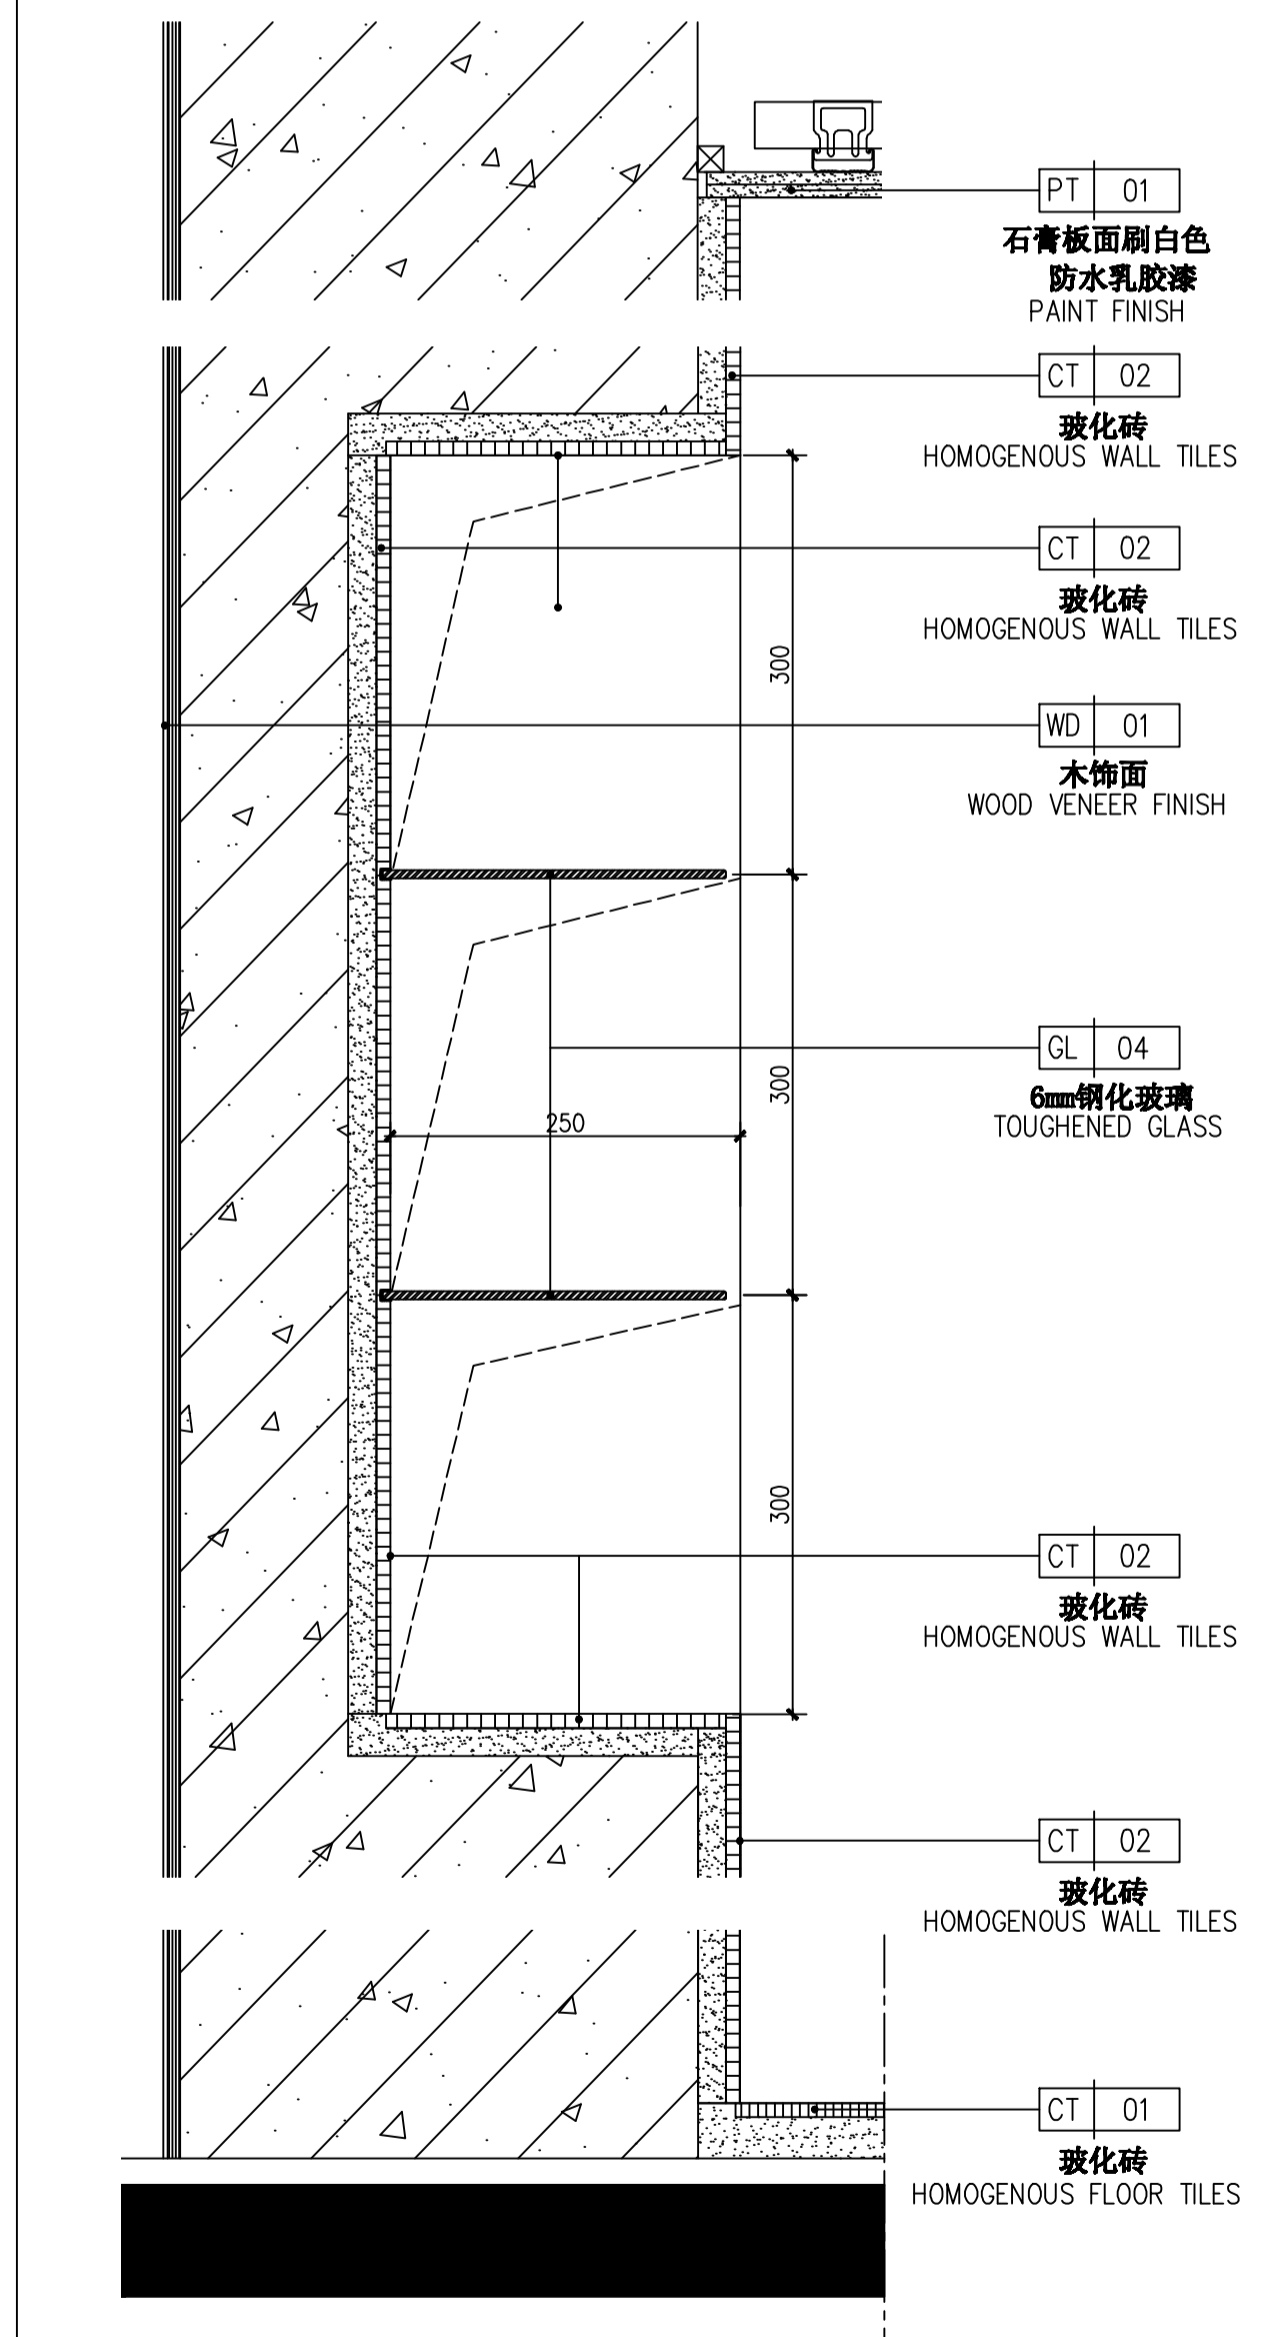 PT 01
石膏板面刷白色
防水乳胶漆
PAINT FINISH
CT 02
玻化砖
HOMOGENOUS WALL TILES
CT 02
玻化砖
HOMOGENOUS WALL TILES
300
WD 01
木饰面
WOOD VENEER FINISH
GL 04
6mm钢化玻璃
TOUGHENED GLASS
300
250
300
CT 02
玻化砖
HOMOGENOUS WALL TILES
CT 02
玻化砖
HOMOGENOUS WALL TILES
CT 01
玻化砖
HOMOGENOUS FLOOR TILES